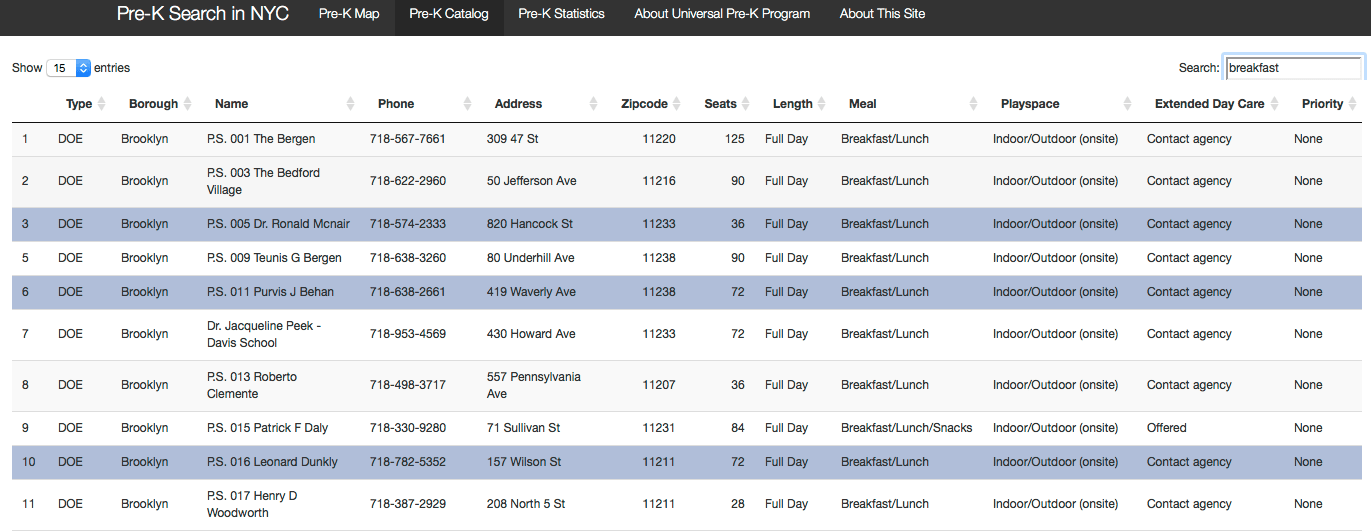 Pre-K Search in NYC Pre-K Map Pre-K Catalog Pre-K Statistics About Universal Pre-K Program About This Site
Show 15 entries Search: breakfast
Type Borough Name Phone Address Zipcode Seats Length Meal Playspace Extended Day Care Priority
1 DOE Brooklyn P.S. 001 The Bergen 718-567-7661 309 47 St 11220 125 Full Day Breakfast/Lunch Indoor/Outdoor (onsite) Contact agency None
2 DOE Brooklyn P.S. 003 The Bedford
Village 718-622-2960 50 Jefferson Ave 11216 90 Full Day Breakfast/Lunch Indoor/Outdoor (onsite) Contact agency None
3 DOE Brooklyn P.S. 005 Dr. Ronald Mcnair 718-574-2333 820 Hancock St 11233 36 Full Day Breakfast/Lunch Indoor/Outdoor (onsite) Contact agency None
5 DOE Brooklyn P.S. 009 Teunis G Bergen 718-638-3260 80 Underhill Ave 11238 90 Full Day Breakfast/Lunch Indoor/Outdoor (onsite) Contact agency None
6 DOE Brooklyn P.S. 011 Purvis J Behan 718-638-2661 419 Waverly Ave 11238 72 Full Day Breakfast/Lunch Indoor/Outdoor (onsite) Contact agency None
7 DOE Brooklyn Dr. Jacqueline Peek -
Davis School 718-953-4569 430 Howard Ave 11233 72 Full Day Breakfast/Lunch Indoor/Outdoor (onsite) Contact agency None
8 DOE Brooklyn P.S. 013 Roberto
Clemente 718-498-3717 557 Pennsylvania
Ave 11207 36 Full Day Breakfast/Lunch Indoor/Outdoor (onsite) Contact agency None
9 DOE Brooklyn P.S. 015 Patrick F Daly 718-330-9280 71 Sullivan St 11231 84 Full Day Breakfast/Lunch/Snacks Indoor/Outdoor (onsite) Offered None
10 DOE Brooklyn P.S. 016 Leonard Dunkly 718-782-5352 157 Wilson St 11211 72 Full Day Breakfast/Lunch Indoor/Outdoor (onsite) Contact agency None
11 DOE Brooklyn P.S. 017 Henry D
Woodworth 718-387-2929 208 North 5 St 11211 28 Full Day Breakfast/Lunch Indoor/Outdoor (onsite) Contact agency None